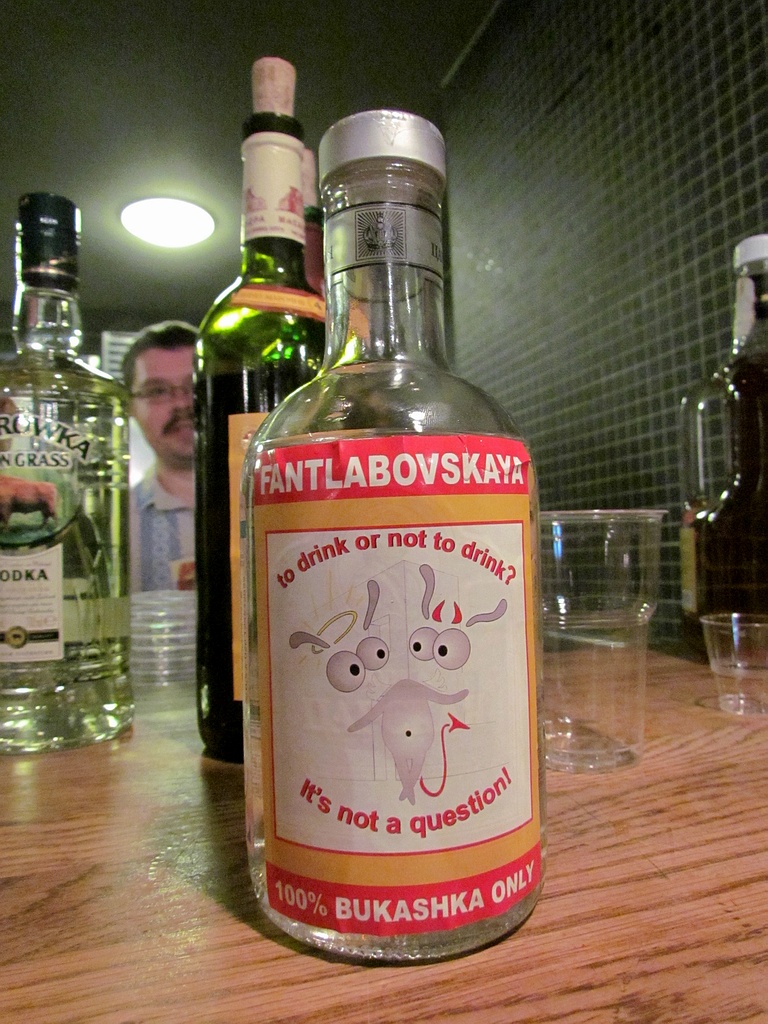 FANTLABOVSKAYA
to drink or not to drink?
It's not a question!
100% BUKASHKA ONLY
ROWKA
N GRASS
ODKA